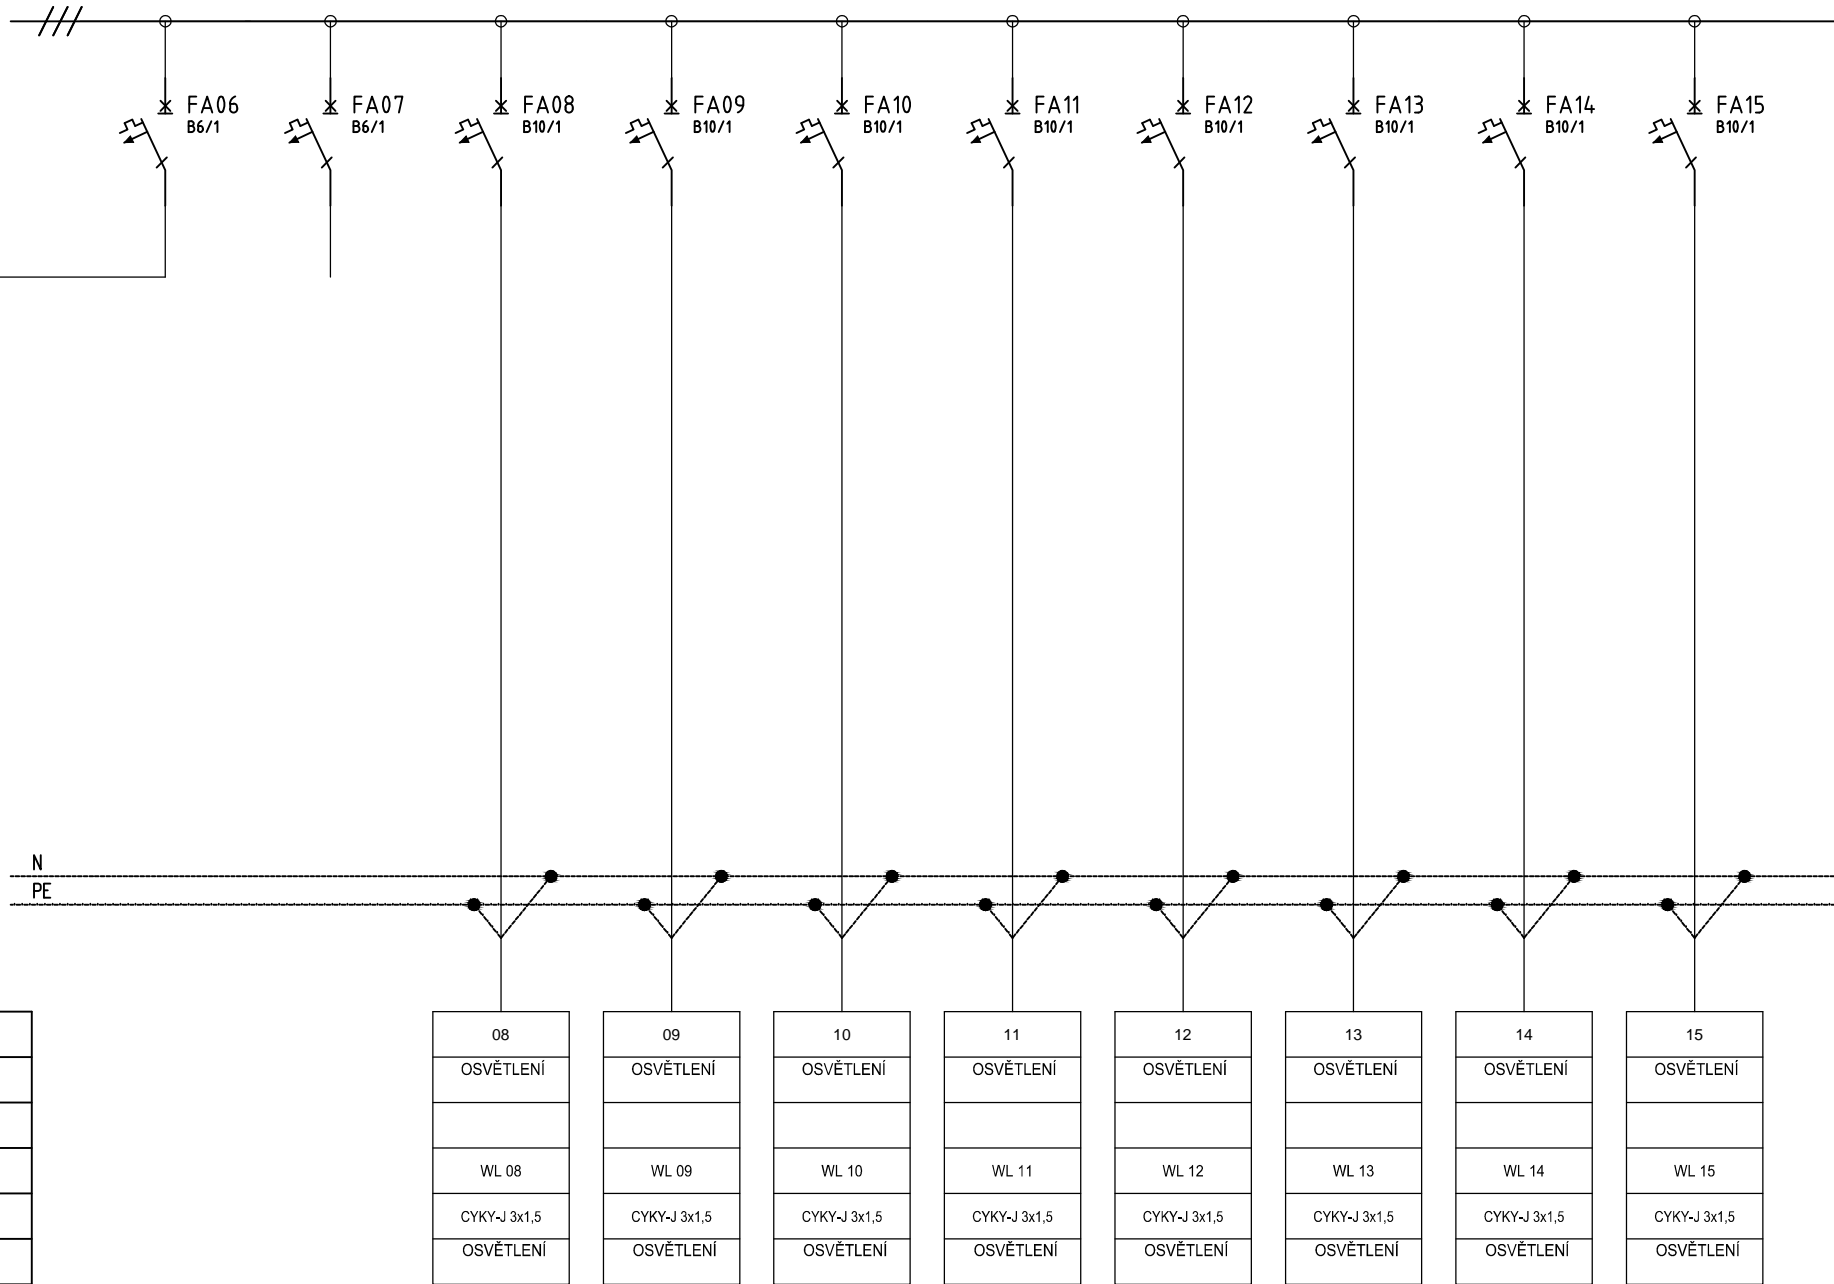 FA06 FA07 FA08 FA09 FA10 FA11 FA12 FA13 FA14 FA15
B6/1 B6/1 B10/1 B10/1 B10/1 B10/1 B10/1 B10/1 B10/1 B10/1
N
PE
08 09 10 11 12 13 14 15
OSVĚTLENÍ OSVĚTLENÍ OSVĚTLENÍ OSVĚTLENÍ OSVĚTLENÍ OSVĚTLENÍ OSVĚTLENÍ OSVĚTLENÍ
WL 08 WL 09 WL 10 WL 11 WL 12 WL 13 WL 14 WL 15
CYKY-J 3x1,5 CYKY-J 3x1,5 CYKY-J 3x1,5 CYKY-J 3x1,5 CYKY-J 3x1,5 CYKY-J 3x1,5 CYKY-J 3x1,5 CYKY-J 3x1,5
OSVĚTLENÍ OSVĚTLENÍ OSVĚTLENÍ OSVĚTLENÍ OSVĚTLENÍ OSVĚTLENÍ OSVĚTLENÍ OSVĚTLENÍ